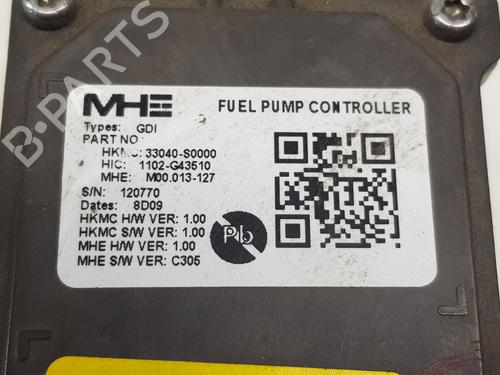 MHE FUEL PUMP CONTROLLER
Types: GDI
PART NO
HKMC: 33040-S0000
HIC: 1102-G43510
MHE: M00.013-127
S/N: 120770
Dates: 8D09
HKMC H/W VER: 1.00
HKMC S/W VER: 1.00
MHE H/W VER: 1.00
MHE S/W VER: C305
Pb
B-PARTS